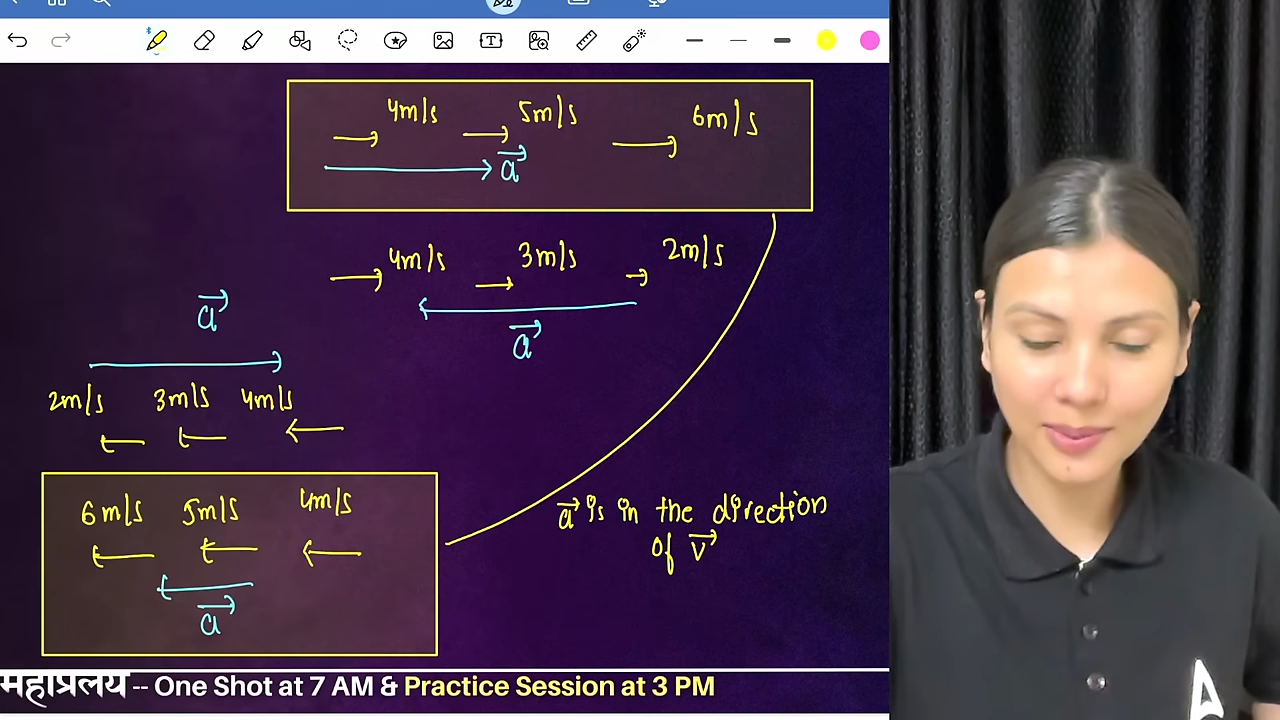 4m/s 5m/s 6m/s
a
4m/s 3m/s 2m/s
a
a
2m/s 3m/s 4m/s
6m/s 5m/s 4m/s
a
a is in the direction
of v
महाप्रलय -- One Shot at 7 AM & Practice Session at 3 PM